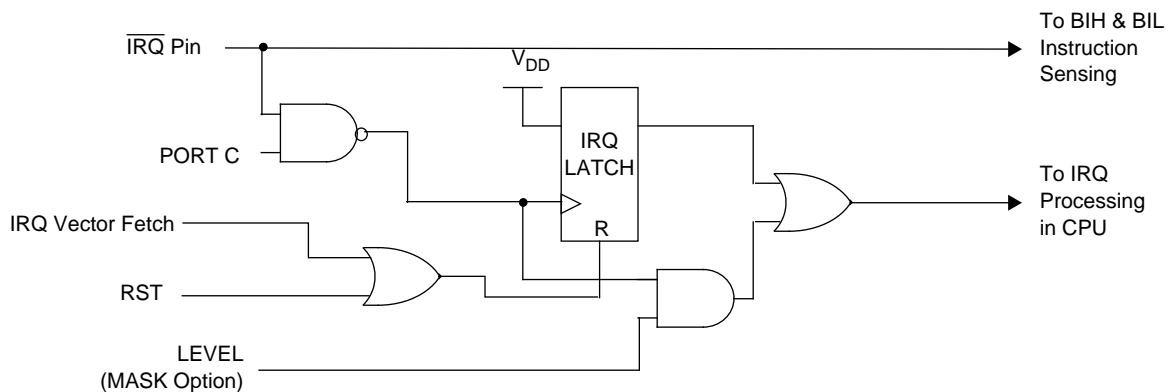 IRQ Pin
To BIH & BIL
Instruction
Sensing
VDD
IRQ
LATCH
R
PORT C
IRQ Vector Fetch
RST
To IRQ
Processing
in CPU
LEVEL
(MASK Option)